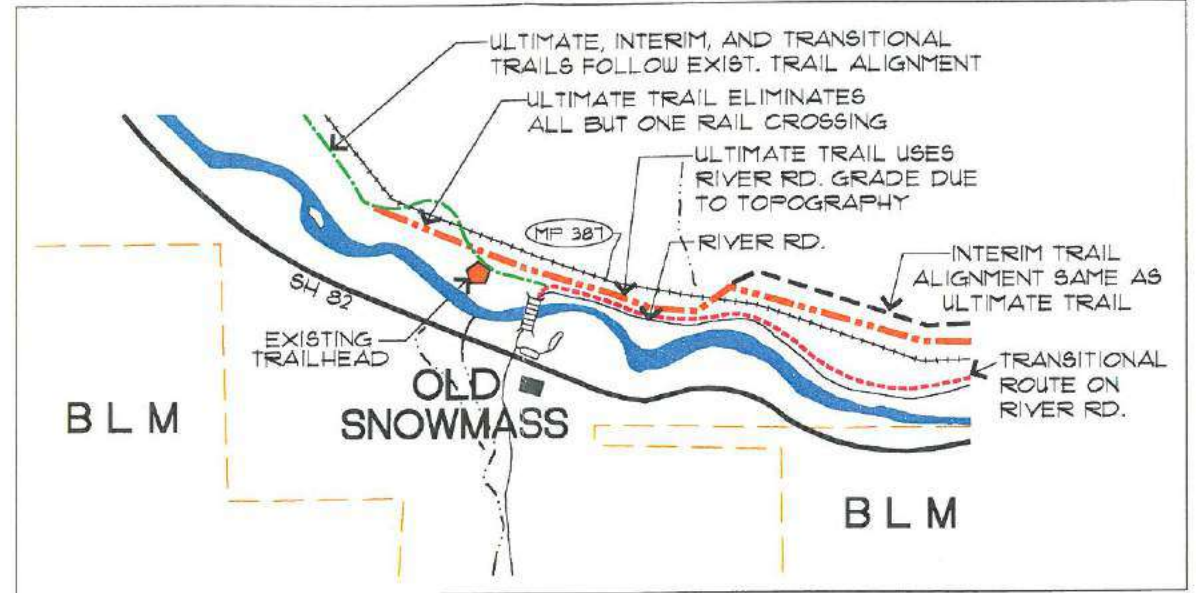 ULTIMATE, INTERIM, AND TRANSITIONAL
TRAILS FOLLOW EXIST. TRAIL ALIGNMENT
ULTIMATE TRAIL ELIMINATES
ALL BUT ONE RAIL CROSSING
ULTIMATE TRAIL USES
RIVER RD. GRADE DUE
TO TOPOGRAPHY
MP 387
RIVER RD.
INTERIM TRAIL
ALIGNMENT SAME AS
ULTIMATE TRAIL
SH 82
EXISTING
TRAILHEAD
TRANSITIONAL
ROUTE ON
RIVER RD.
OLD
SNOWMASS
BLM
BLM